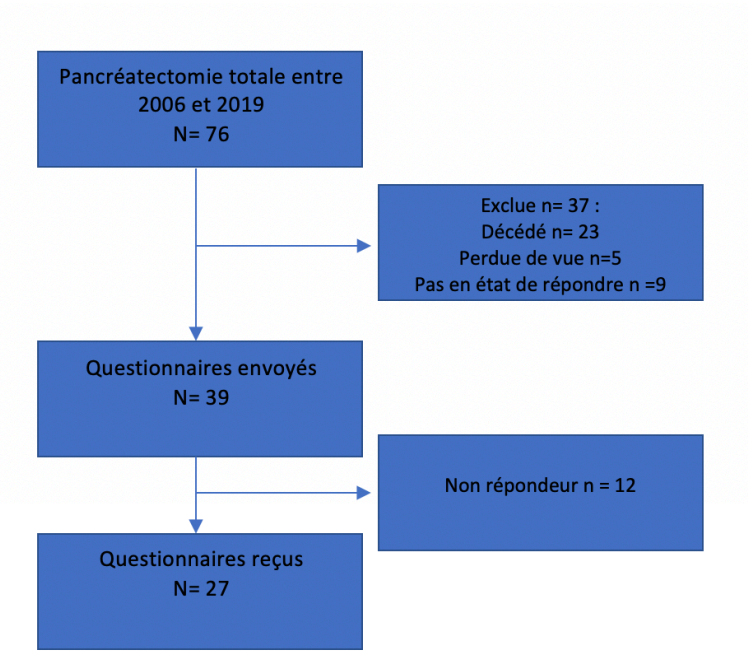 Pancréatectomie totale entre
2006 et 2019
N= 76
Exclue n= 37 :
Décédé n= 23
Perdue de vue n=5
Pas en état de répondre n =9
Questionnaires envoyés
N= 39
Non répondeur n = 12
Questionnaires reçus
N= 27